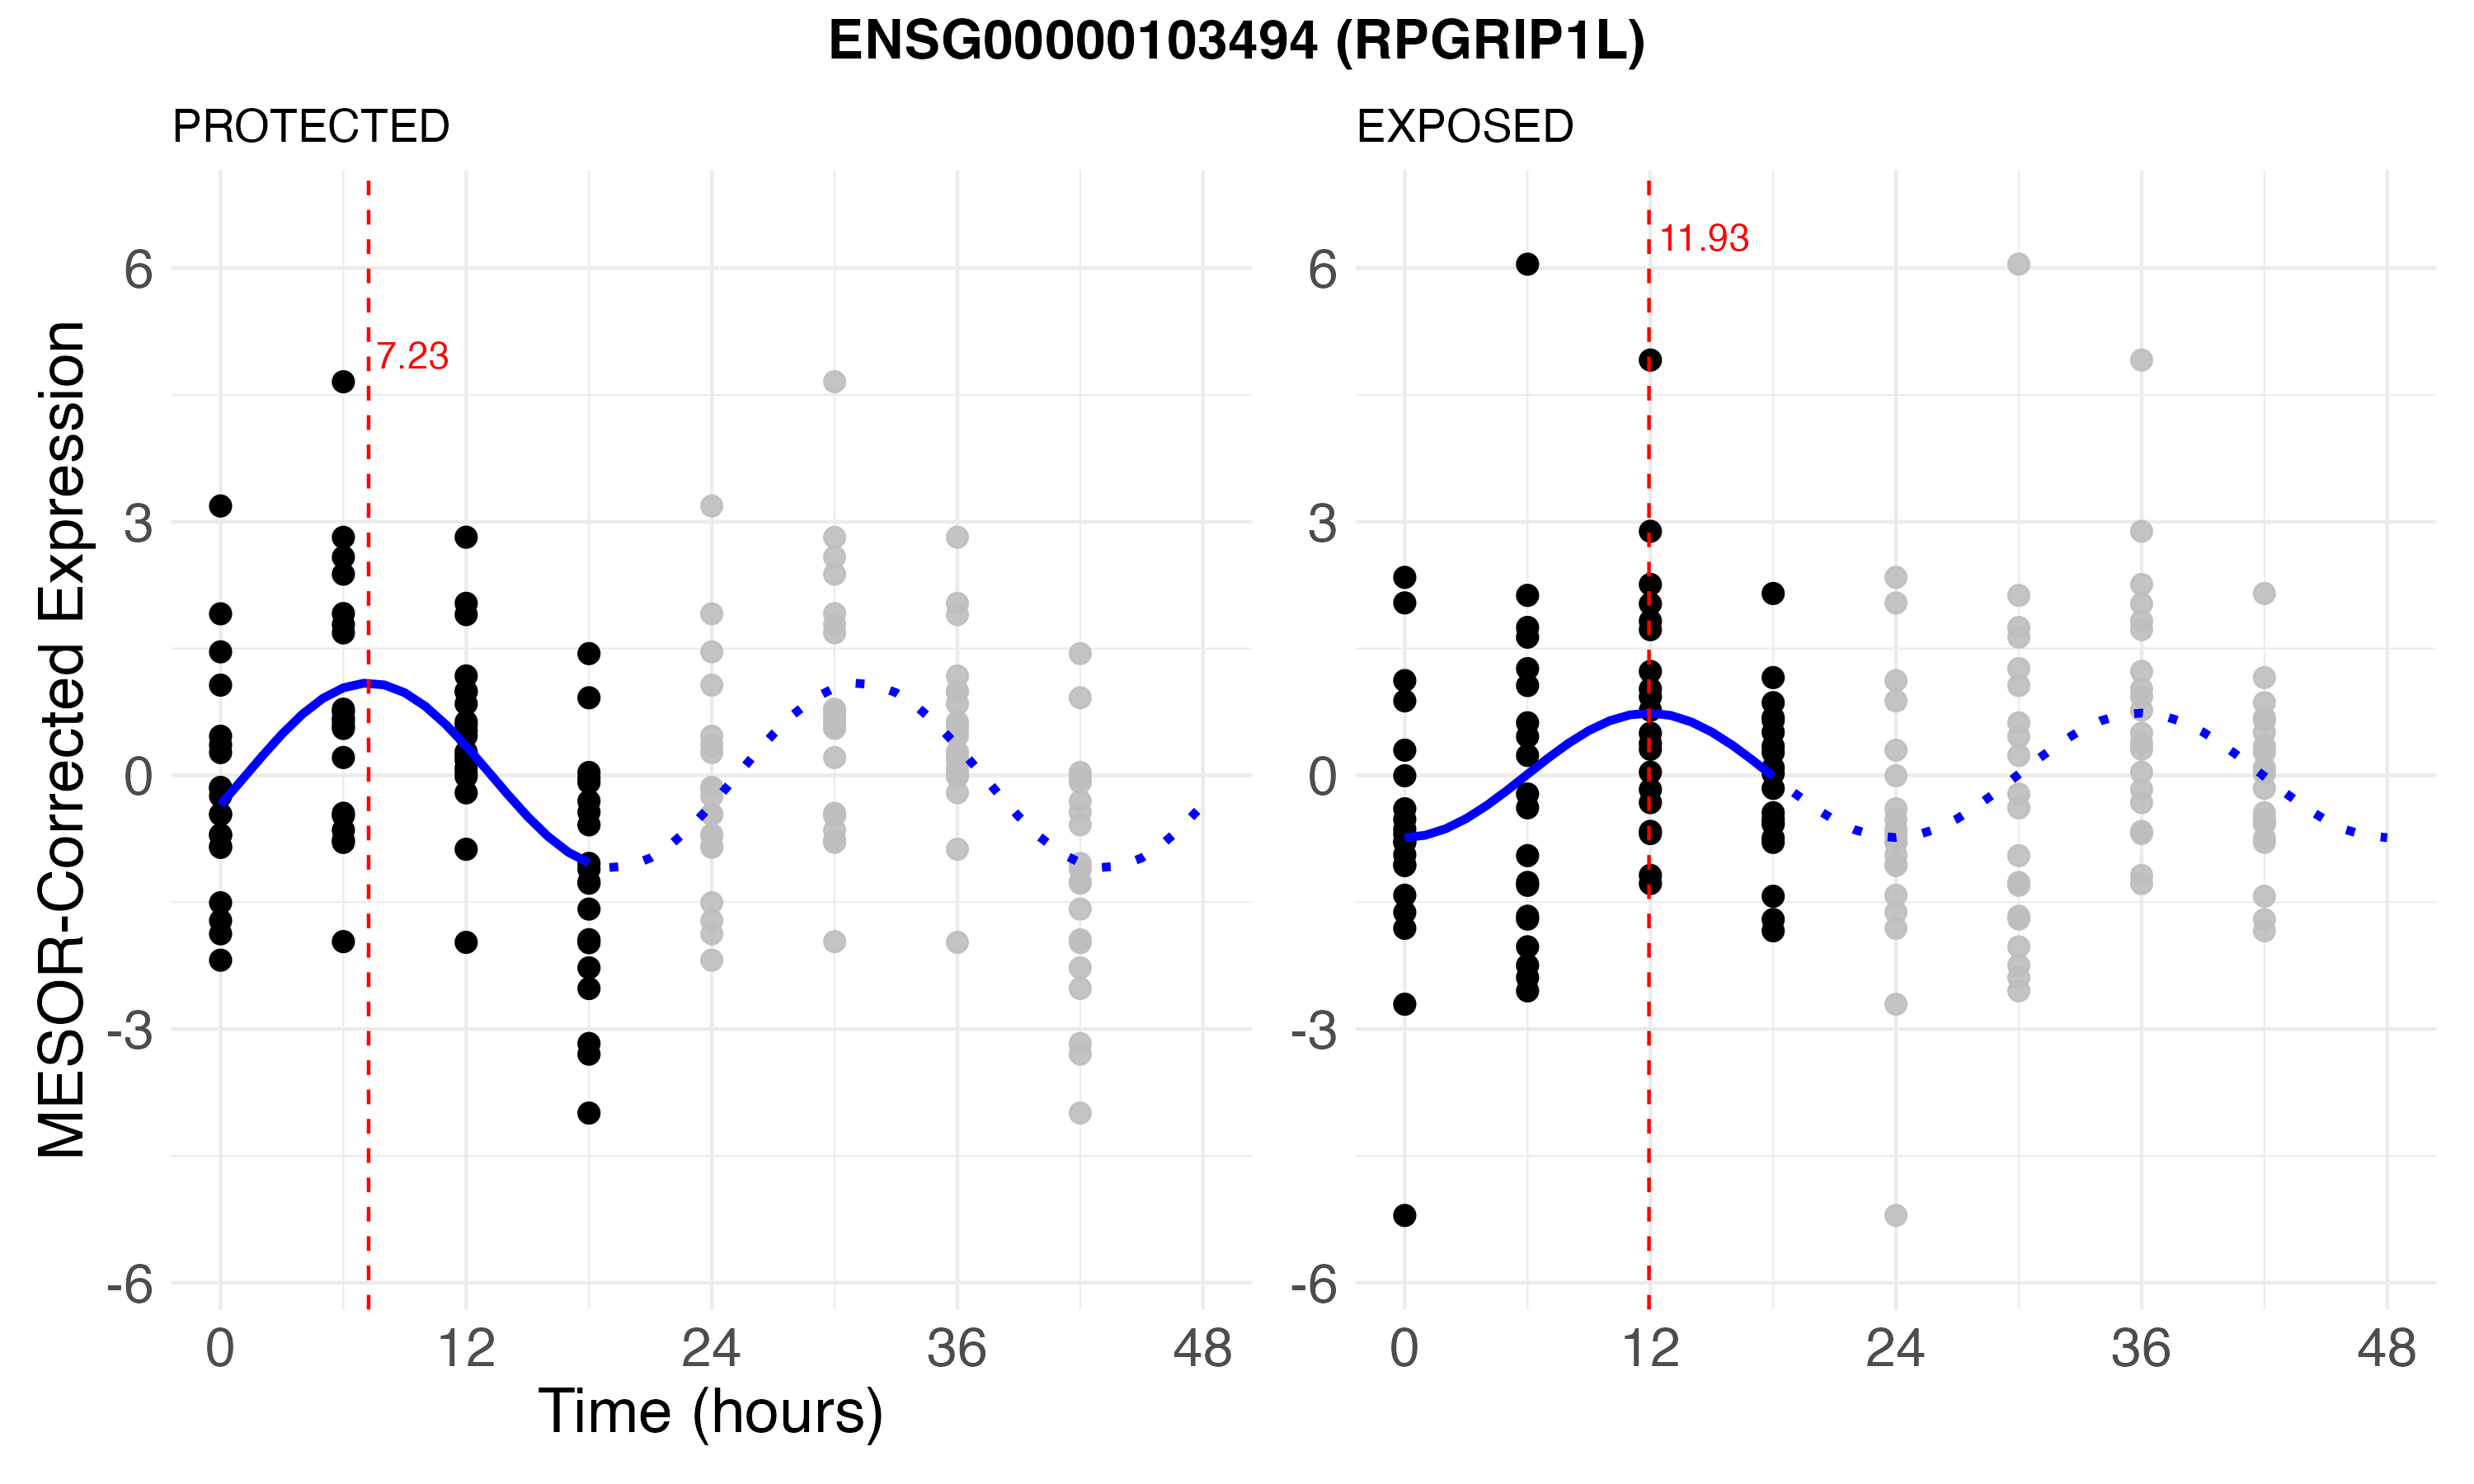 ENSG00000103494 (RPGRIP1L)
PROTECTED
EXPOSED
MESOR-Corrected Expression
6
3
0
-3
-6
7.23
0 12 24 36 48
6
3
0
-3
-6
11.93
0 12 24 36 48
Time (hours)